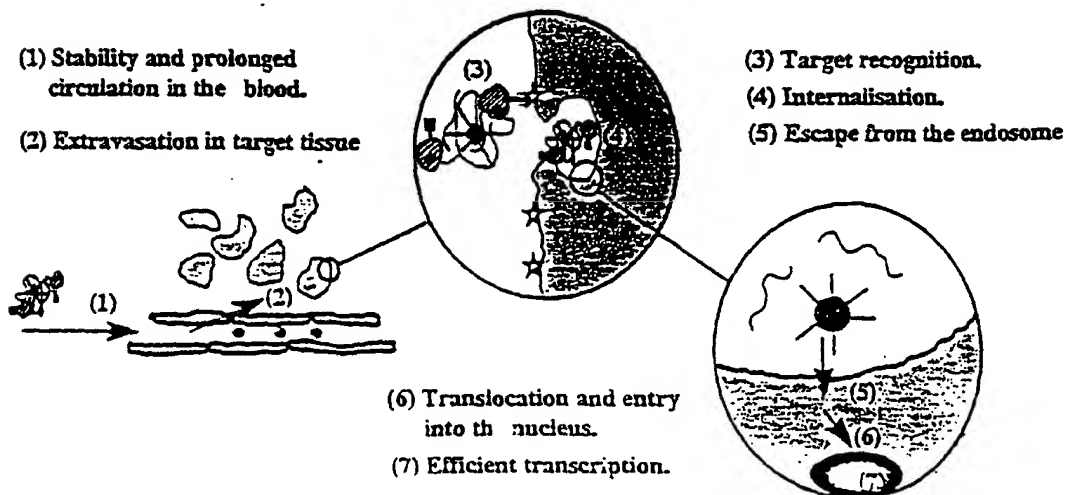 (1) Stability and prolonged
circulation in the blood.
(2) Extravasation in target tissue
(3) Target recognition.
(4) Internalisation.
(5) Escape from the endosome
(3)
(4)
(1)
(2)
(5)
(6)
(7)
(6) Translocation and entry
into th nucleus.
(7) Efficient transcription.